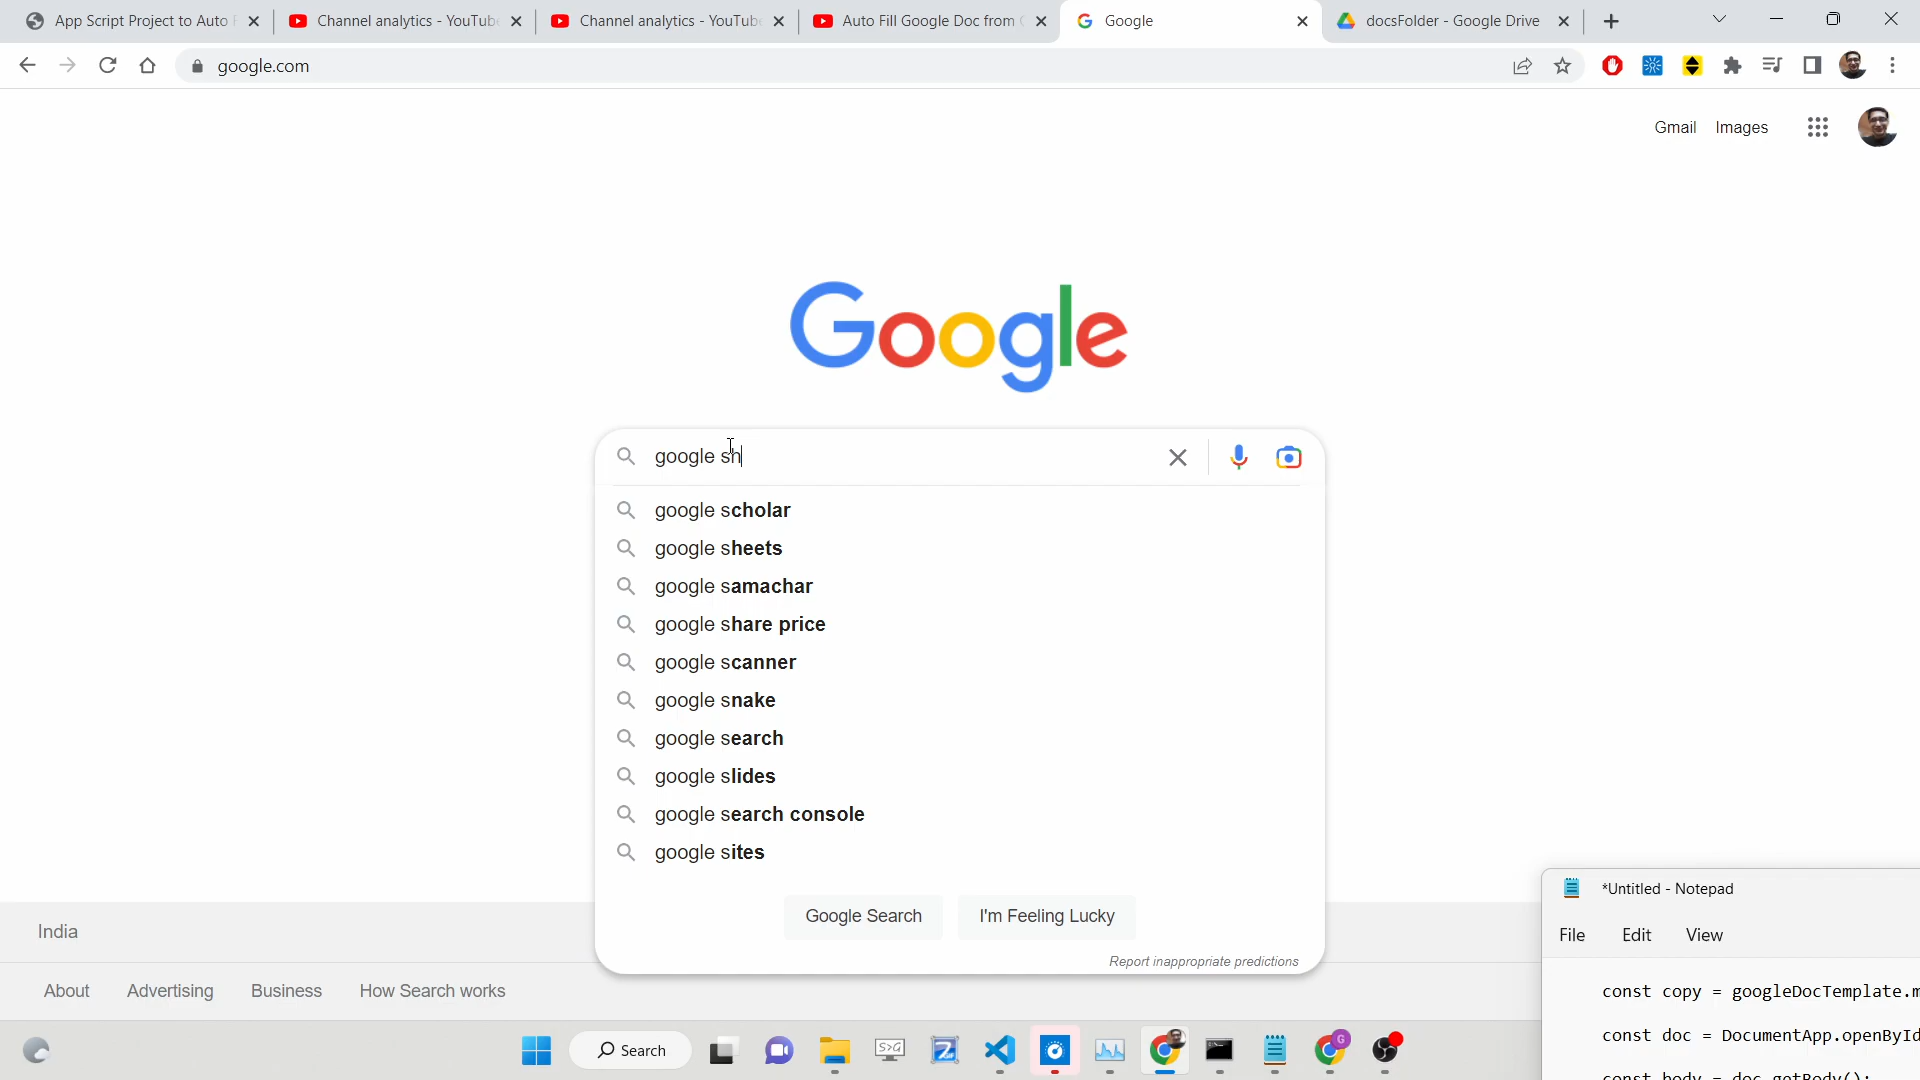 App Script Project to Auto
Channel analytics - YouTub
Channel analytics - YouTub
Auto Fill Google Doc from
Google
docsFolder - Google Drive
google.com
Gmail
Images
Google
google sh
google scholar
google sheets
google samachar
google share price
google scanner
google snake
google search
google slides
google search console
google sites
Google Search
I'm Feeling Lucky
Report inappropriate predictions
India
About
Advertising
Business
How Search works
*Untitled - Notepad
File
Edit
View
const copy = googleDocTemplate.m
const doc = DocumentApp.openById
const body = doc.getBody();
Search
S>G
G